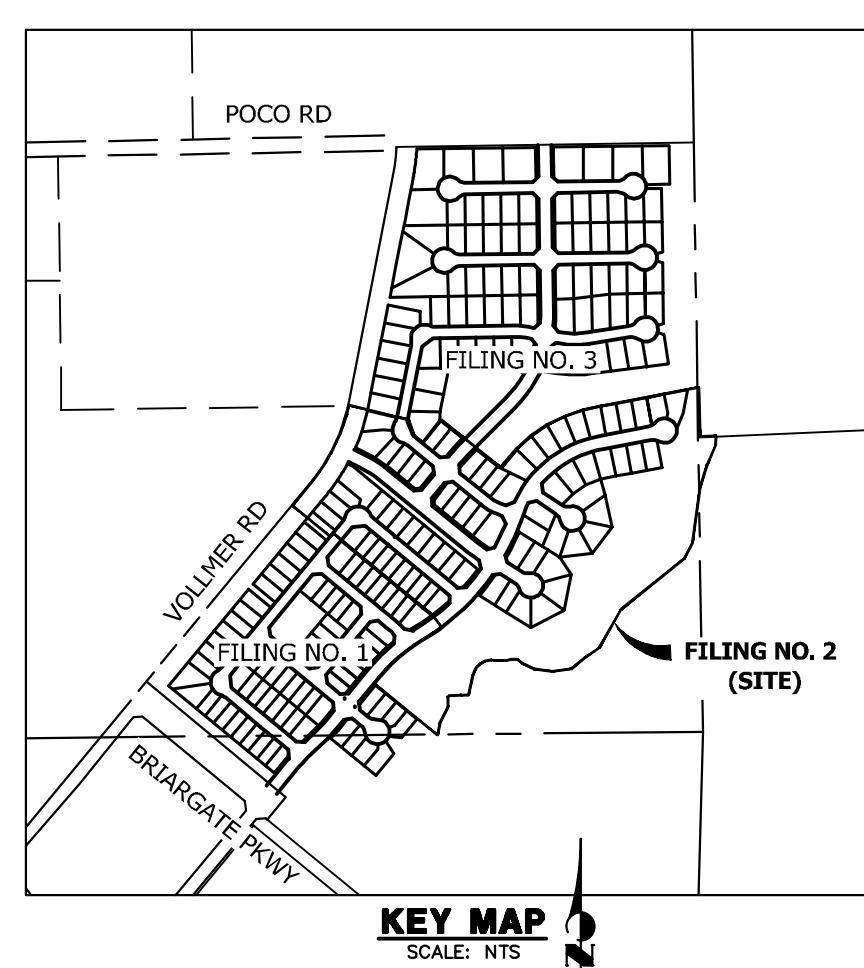 POCO RD
FILING NO. 3
VOLLMER RD
FILING NO. 1
FILING NO. 2
(SITE)
BRIARGATE PKWY
KEY MAP
SCALE: NTS
N